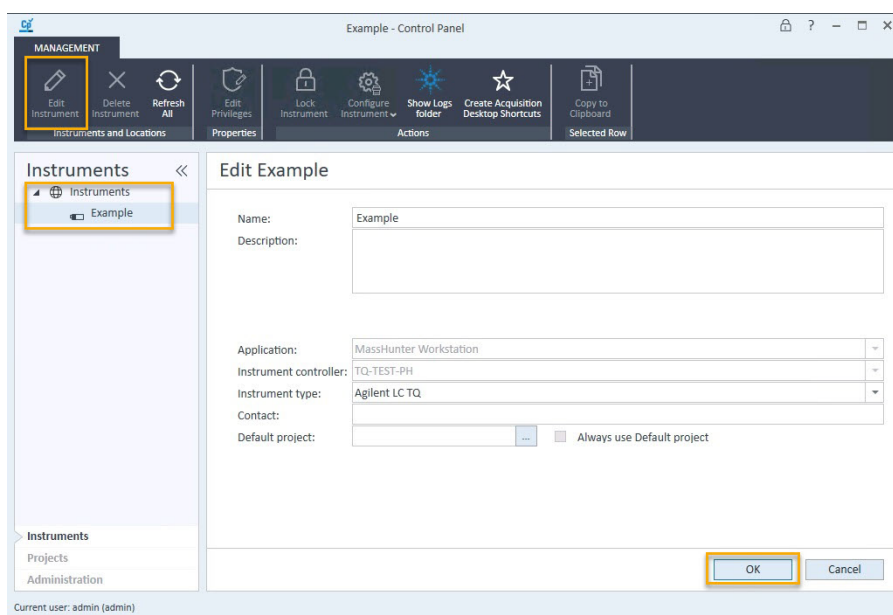 Example - Control Panel
MANAGEMENT
Edit Instrument
Delete Instrument
Refresh All
Instruments and Locations
Edit Privileges
Properties
Lock Instrument
Configure Instrument
Show Logs folder
Create Acquisition Desktop Shortcuts
Actions
Copy to Clipboard
Selected Row
Instruments
Instruments
Example
Edit Example
Name: Example
Description:
Application: MassHunter Workstation
Instrument controller: TQ-TEST-PH
Instrument type: Agilent LC TQ
Contact:
Default project: ... Always use Default project
Instruments
Projects
Administration
OK Cancel
Current user: admin (admin)